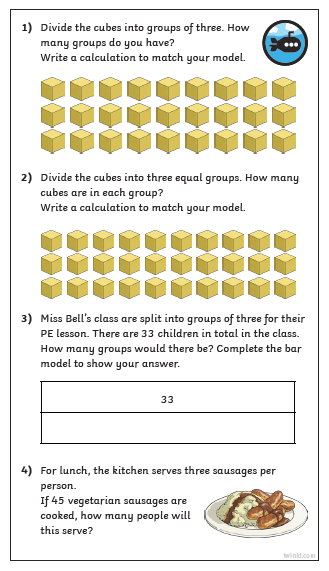 1) Divide the cubes into groups of three. How
many groups do you have?
Write a calculation to match your model.
2) Divide the cubes into three equal groups. How many
cubes are in each group?
Write a calculation to match your model.
3) Miss Bell's class are split into groups of three for their
PE lesson. There are 33 children in total in the class.
How many groups would there be? Complete the bar
model to show your answer.
33
4) For lunch, the kitchen serves three sausages per
person.
If 45 vegetarian sausages are
cooked, how many people will
this serve?
twinkl.com